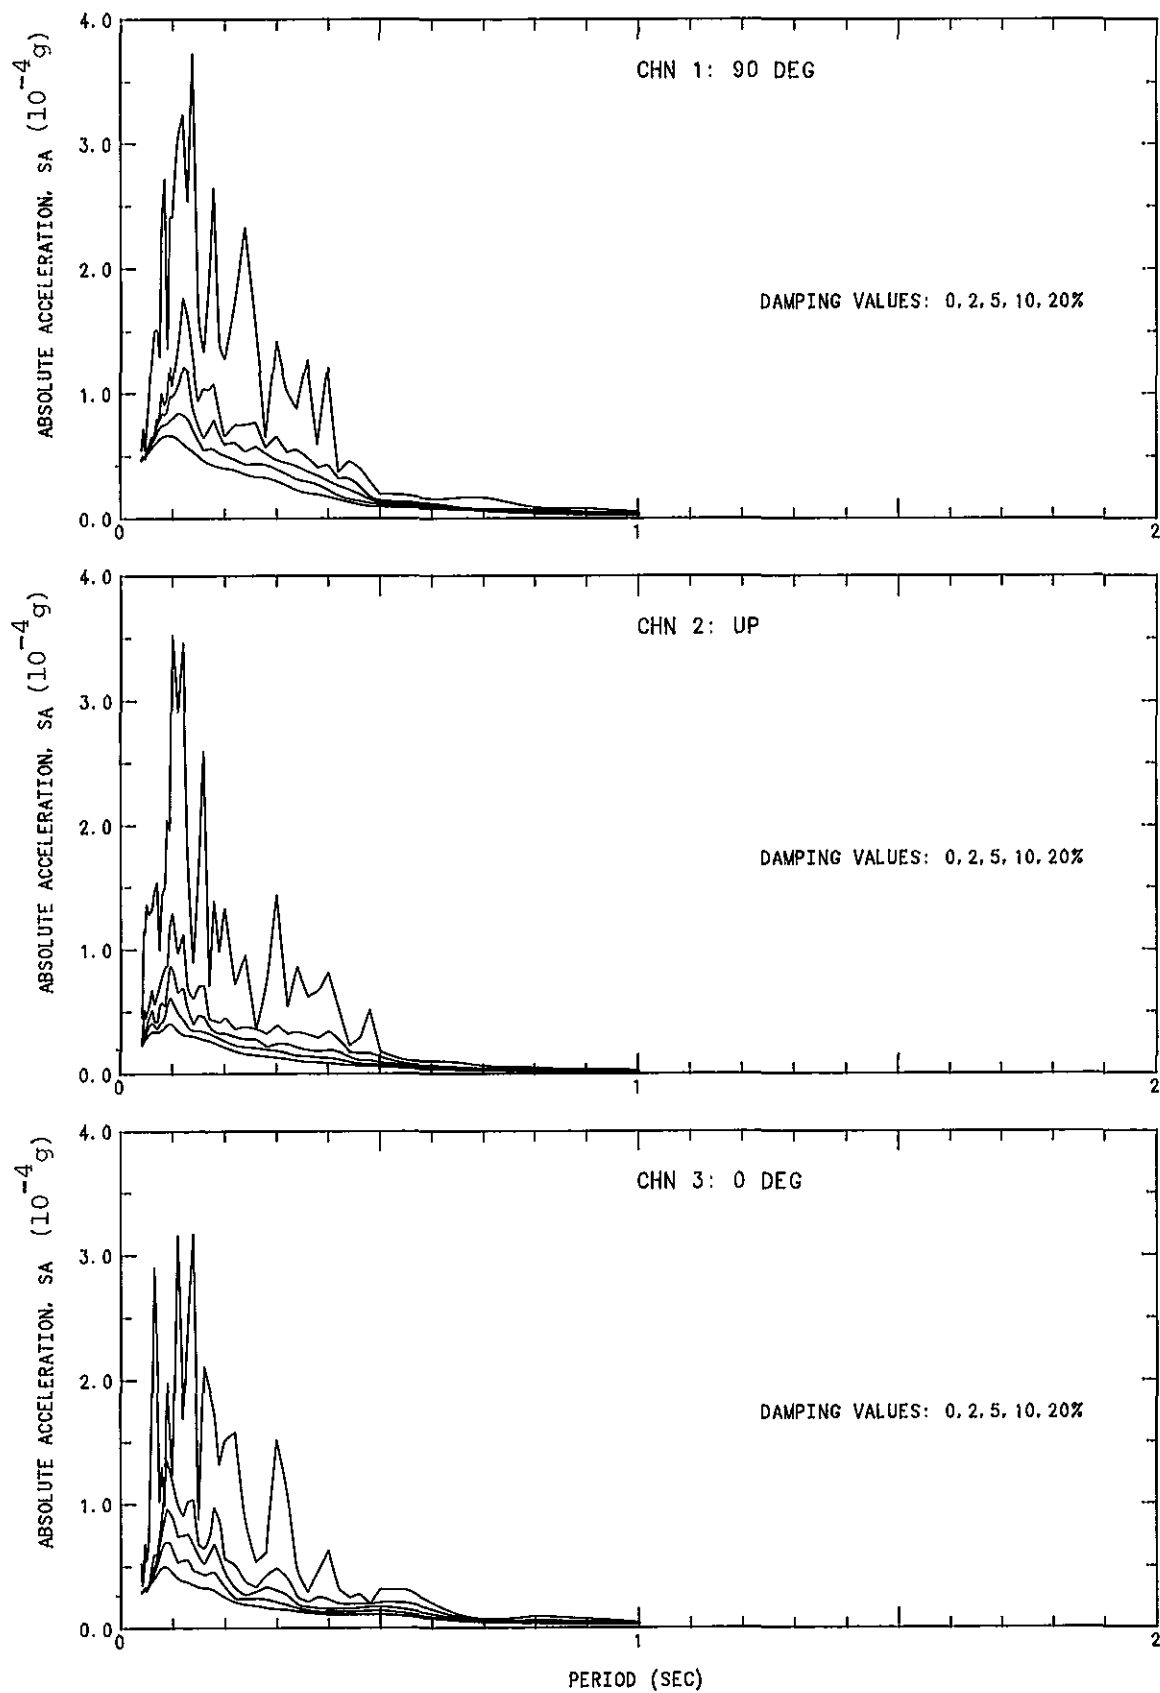 4.0
3.0
2.0
1.0
0.0
0
1
2
ABSOLUTE ACCELERATION, SA (10⁻⁴g)
CHN 1: 90 DEG
DAMPING VALUES: 0, 2, 5, 10, 20%
4.0
3.0
2.0
1.0
0.0
0
1
2
ABSOLUTE ACCELERATION, SA (10⁻⁴g)
CHN 2: UP
DAMPING VALUES: 0, 2, 5, 10, 20%
4.0
3.0
2.0
1.0
0.0
0
1
2
ABSOLUTE ACCELERATION, SA (10⁻⁴g)
CHN 3: 0 DEG
DAMPING VALUES: 0, 2, 5, 10, 20%
PERIOD (SEC)